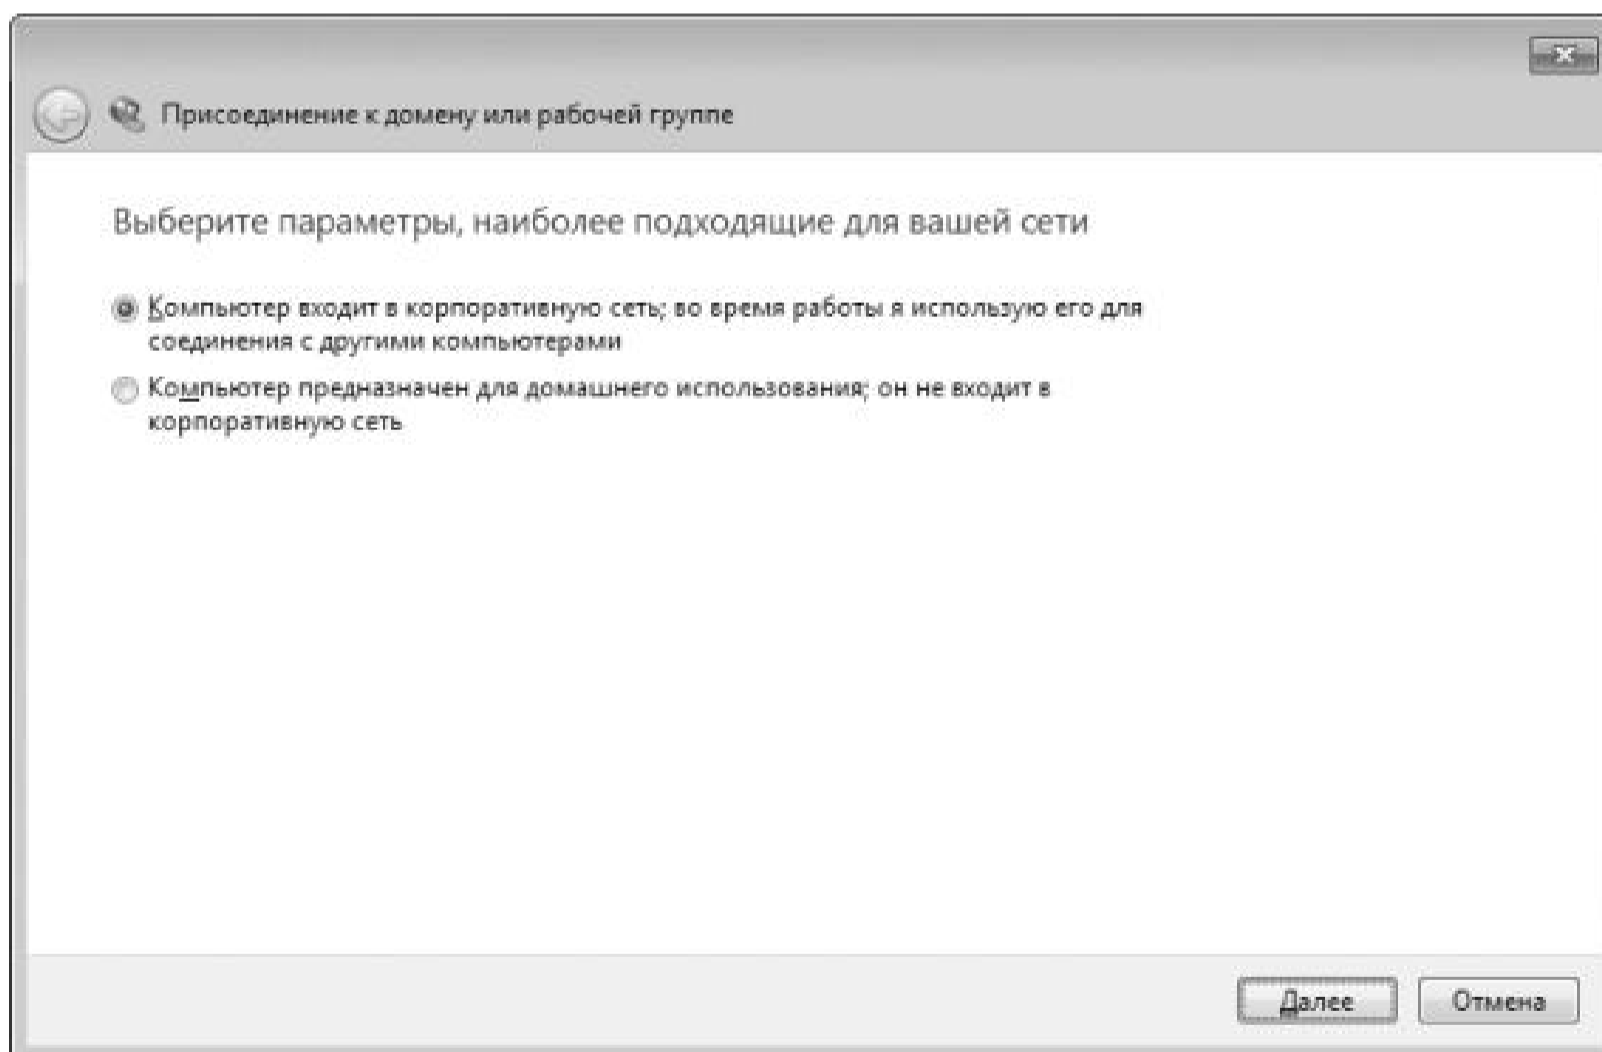 Присоединение к домену или рабочей группе
Выберите параметры, наиболее подходящие для вашей сети
Компьютер входит в корпоративную сеть; во время работы я использую его для
соединения с другими компьютерами
Компьютер предназначен для домашнего использования; он не входит в
корпоративную сеть
Далее
Отмена